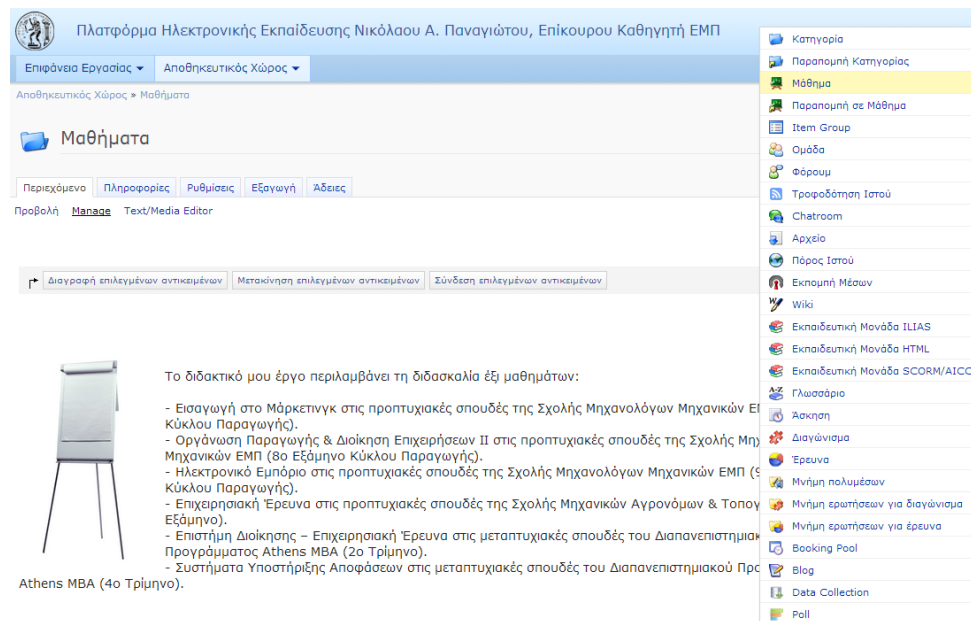 Πλατφόρμα Ηλεκτρονικής Εκπαίδευσης Νικόλαου Α. Παναγιώτου, Επίκουρου Καθηγητή ΕΜΠ
Επιφάνεια Εργασίας
Αποθηκευτικός Χώρος
Αποθηκευτικός Χώρος » Μαθήματα
Μαθήματα
Περιεχόμενο Πληροφορίες Ρυθμίσεις Εξαγωγή Άδειες
Προβολή Manage Text/Media Editor
Διαγραφή επιλεγμένων αντικειμένων Μετακίνηση επιλεγμένων αντικειμένων Σύνδεση επιλεγμένων αντικειμένων
Το διδακτικό μου έργο περιλαμβάνει τη διδασκαλία έξι μαθημάτων:
- Εισαγωγή στο Μάρκετινγκ στις προπτυχιακές σπουδές της Σχολής Μηχανολόγων Μηχανικών
Κύκλου Παραγωγής).
- Οργάνωση Παραγωγής & Διοίκηση Επιχειρήσεων ΙΙ στις προπτυχιακές σπουδές της Σχολής
Μηχανικών ΕΜΠ (8ο Εξάμηνο Κύκλου Παραγωγής).
- Ηλεκτρονικό Εμπόριο στις προπτυχιακές σπουδές της Σχολής Μηχανολόγων Μηχανικών ΕΜΠ (9
Κύκλου Παραγωγής).
- Επιχειρησιακή Έρευνα στις προπτυχιακές σπουδές της Σχολής Μηχανικών Αγρονόμων & Τοπογ
Εξάμηνο).
- Επιστήμη Διοίκησης – Επιχειρησιακή Έρευνα στις μεταπτυχιακές σπουδές του Διαπανεπιστημιακ
Προγράμματος Athens MBA (2ο Τρίμηνο).
- Συστήματα Υποστήριξης Αποφάσεων στις μεταπτυχιακές σπουδές του Διαπανεπιστημιακού Προ
Athens MBA (4ο Τρίμηνο).
Κατηγορία
Παραπομπή Κατηγορίας
Μάθημα
Παραπομπή σε Μάθημα
Item Group
Ομάδα
Φόρουμ
Τροφοδότηση Ιστού
Chatroom
Αρχείο
Πόρος Ιστού
Εκπομπή Μέσων
Wiki
Εκπαιδευτική Μονάδα ILIAS
Εκπαιδευτική Μονάδα HTML
Εκπαιδευτική Μονάδα SCORM/AICC
Γλωσσάριο
Άσκηση
Διαγώνισμα
Έρευνα
Μνήμη πολυμέσων
Μνήμη ερωτήσεων για διαγώνισμα
Μνήμη ερωτήσεων για έρευνα
Booking Pool
Blog
Data Collection
Poll